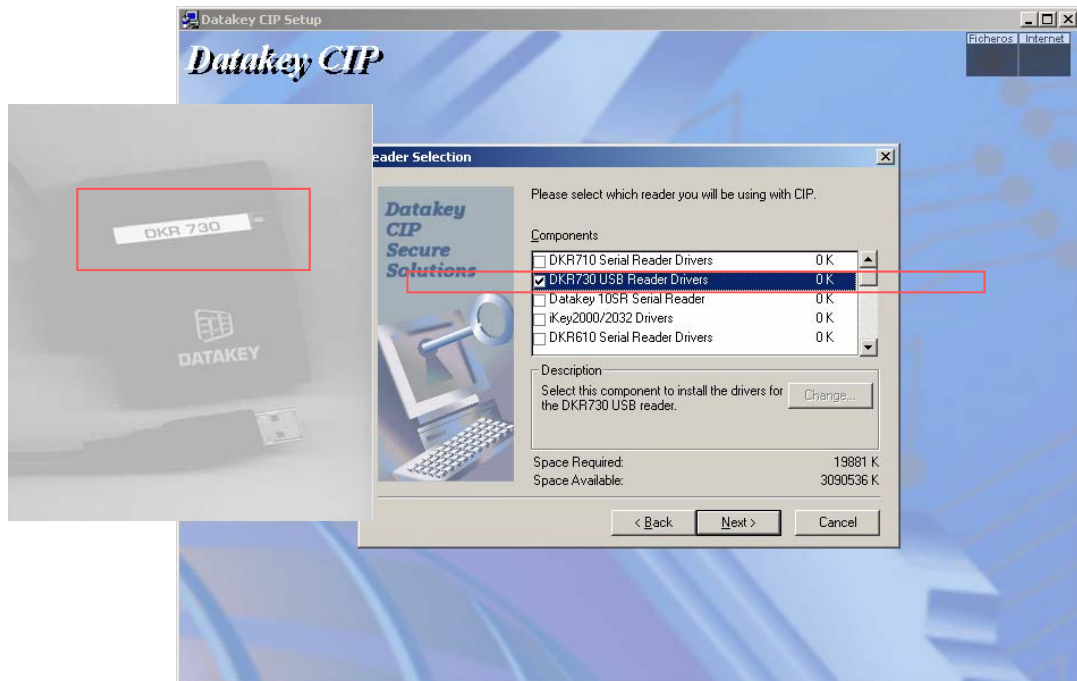 Datakey CIP Setup
Datakey CIP
Ficheros Internet
DKR 730
DATAKEY
eader Selection
Datakey
CIP
Secure
Solutions
Please select which reader you will be using with CIP.
Components
DKR710 Serial Reader Drivers 0 K
DKR730 USB Reader Drivers 0 K
Datakey 10SR Serial Reader 0 K
iKey2000/2032 Drivers 0 K
DKR610 Serial Reader Drivers 0 K
Description
Select this component to install the drivers for
the DKR730 USB reader.
Change...
Space Required: 19881 K
Space Available: 3090536 K
< Back Next > Cancel